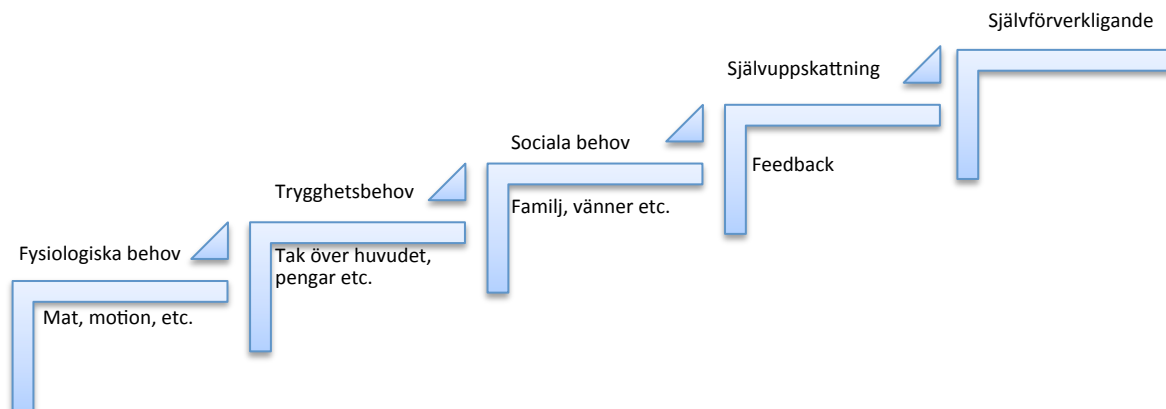 Självförverkligande
Självuppskattning
Feedback
Sociala behov
Familj, vänner etc.
Trygghetsbehov
Tak över huvudet,
pengar etc.
Fysiologiska behov
Mat, motion, etc.